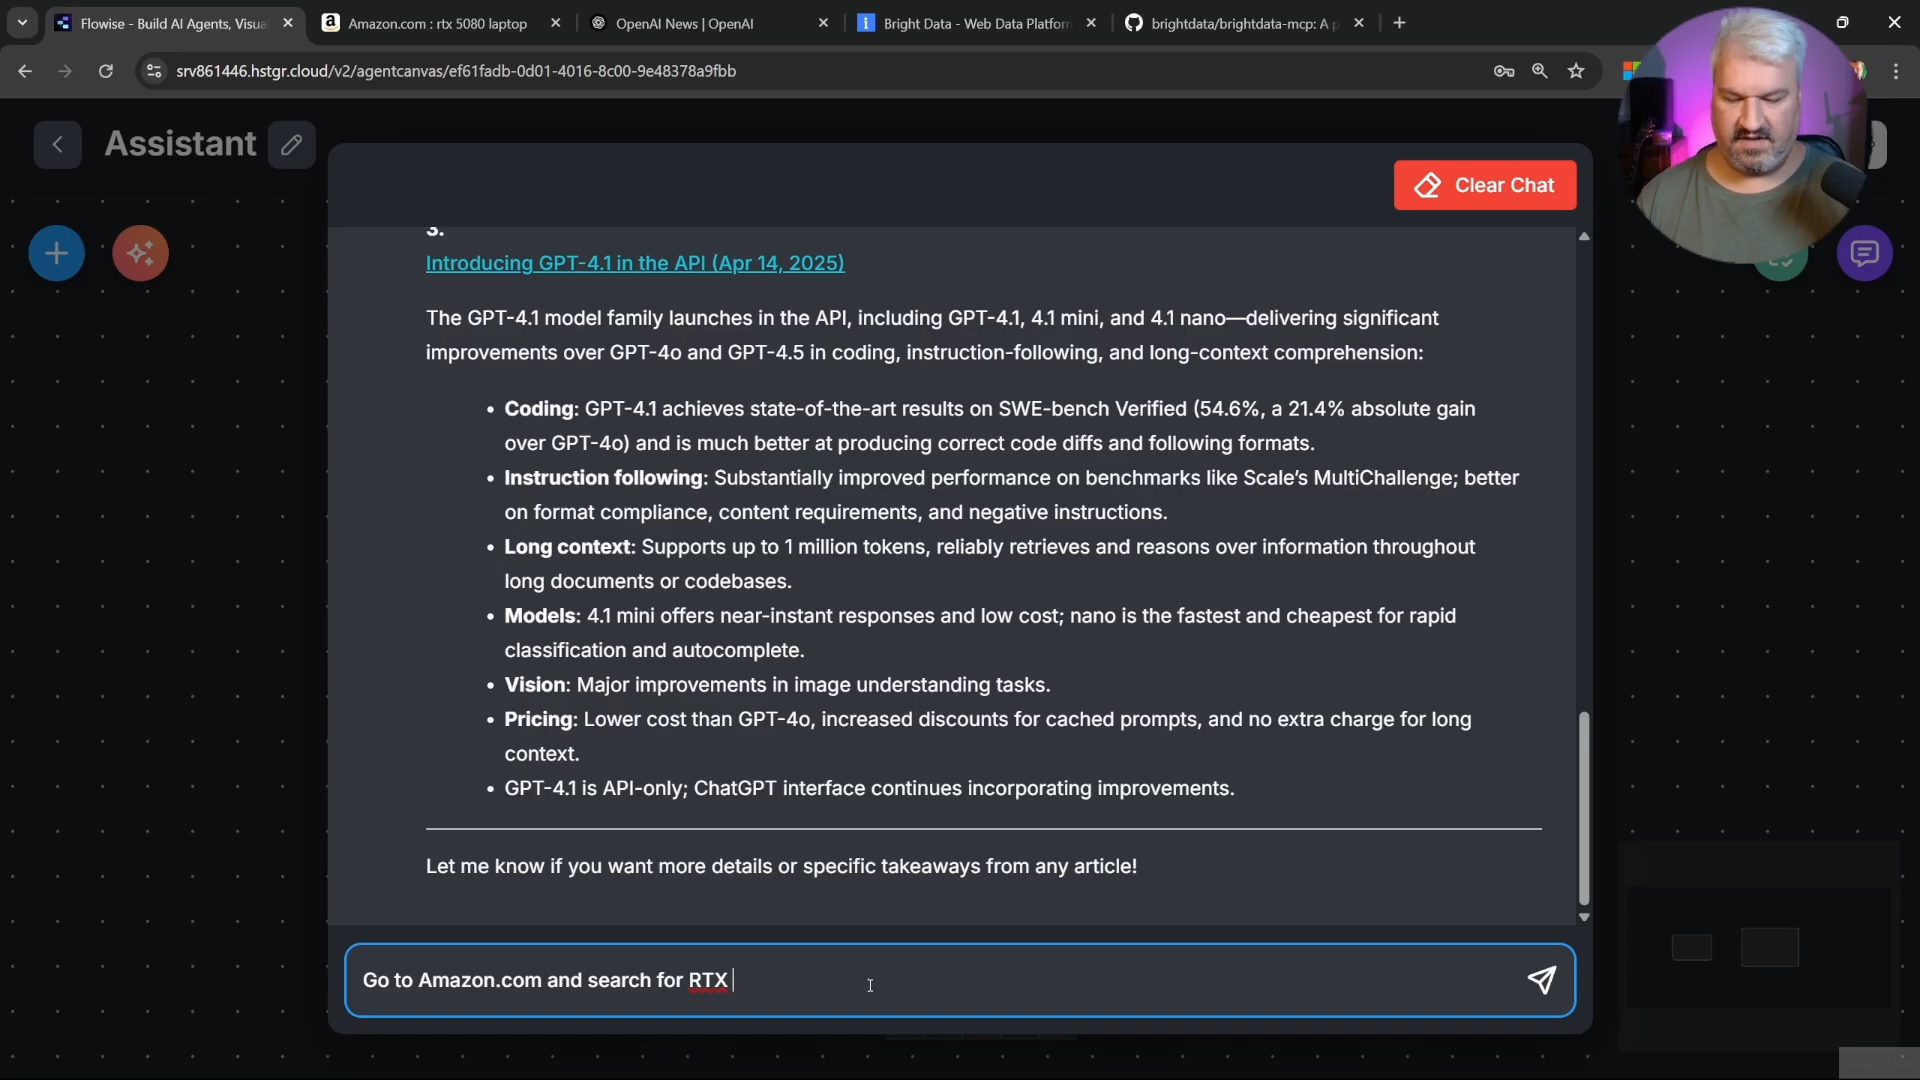 Flowise - Build AI Agents, Visua
Amazon.com : rtx 5080 laptop
OpenAI News | OpenAI
Bright Data - Web Data Platform
brightdata/brightdata-mcp: A p
srv861446.hstgr.cloud/v2/agentcanvas/ef61fadb-0d01-4016-8c00-9e48378a9fbb
Assistant
Clear Chat
3.
Introducing GPT-4.1 in the API (Apr 14, 2025)
The GPT-4.1 model family launches in the API, including GPT-4.1, 4.1 mini, and 4.1 nano—delivering significant
improvements over GPT-4o and GPT-4.5 in coding, instruction-following, and long-context comprehension:
• Coding: GPT-4.1 achieves state-of-the-art results on SWE-bench Verified (54.6%, a 21.4% absolute gain
over GPT-4o) and is much better at producing correct code diffs and following formats.
• Instruction following: Substantially improved performance on benchmarks like Scale’s MultiChallenge; better
on format compliance, content requirements, and negative instructions.
• Long context: Supports up to 1 million tokens, reliably retrieves and reasons over information throughout
long documents or codebases.
• Models: 4.1 mini offers near-instant responses and low cost; nano is the fastest and cheapest for rapid
classification and autocomplete.
• Vision: Major improvements in image understanding tasks.
• Pricing: Lower cost than GPT-4o, increased discounts for cached prompts, and no extra charge for long
context.
• GPT-4.1 is API-only; ChatGPT interface continues incorporating improvements.
Let me know if you want more details or specific takeaways from any article!
Go to Amazon.com and search for RTX